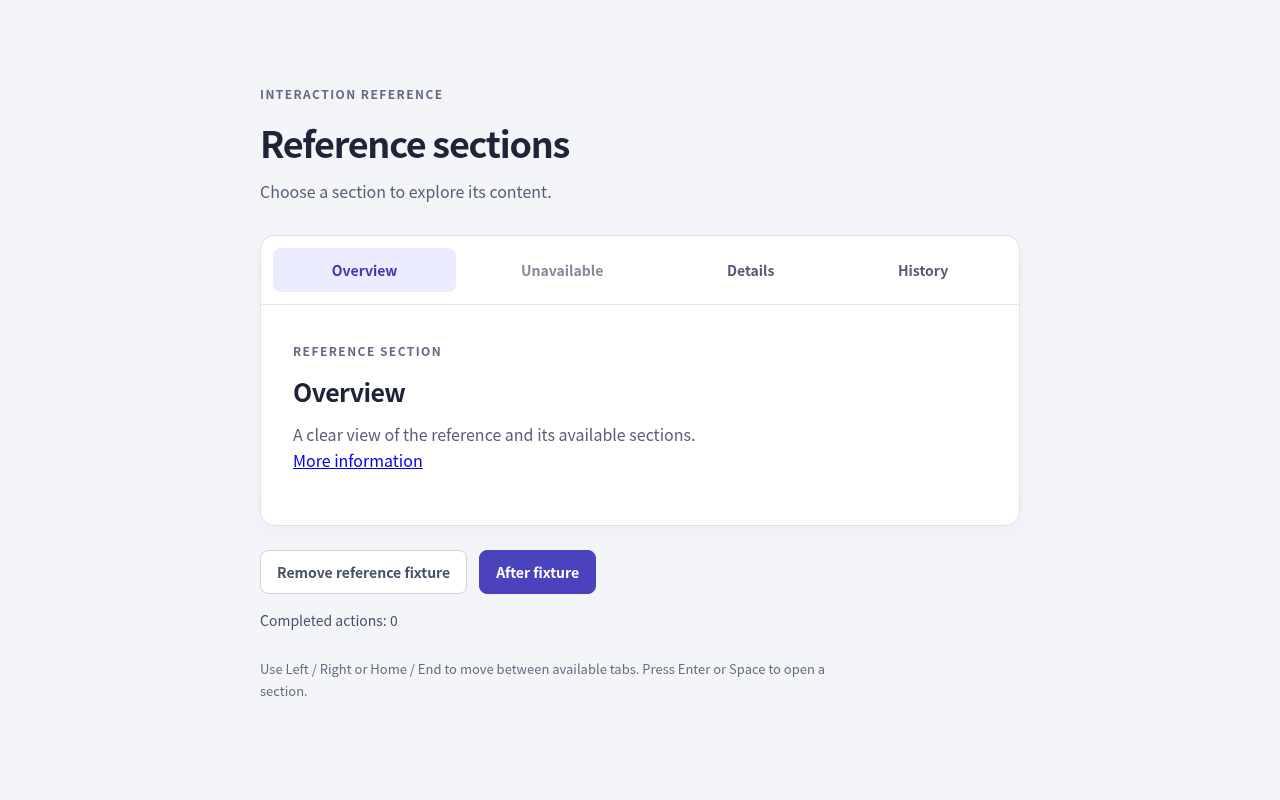 INTERACTION REFERENCE
Reference sections
Choose a section to explore its content.
Overview Unavailable Details History
REFERENCE SECTION
Overview
A clear view of the reference and its available sections.
More information
Remove reference fixture After fixture
Completed actions: 0
Use Left / Right or Home / End to move between available tabs. Press Enter or Space to open a
section.